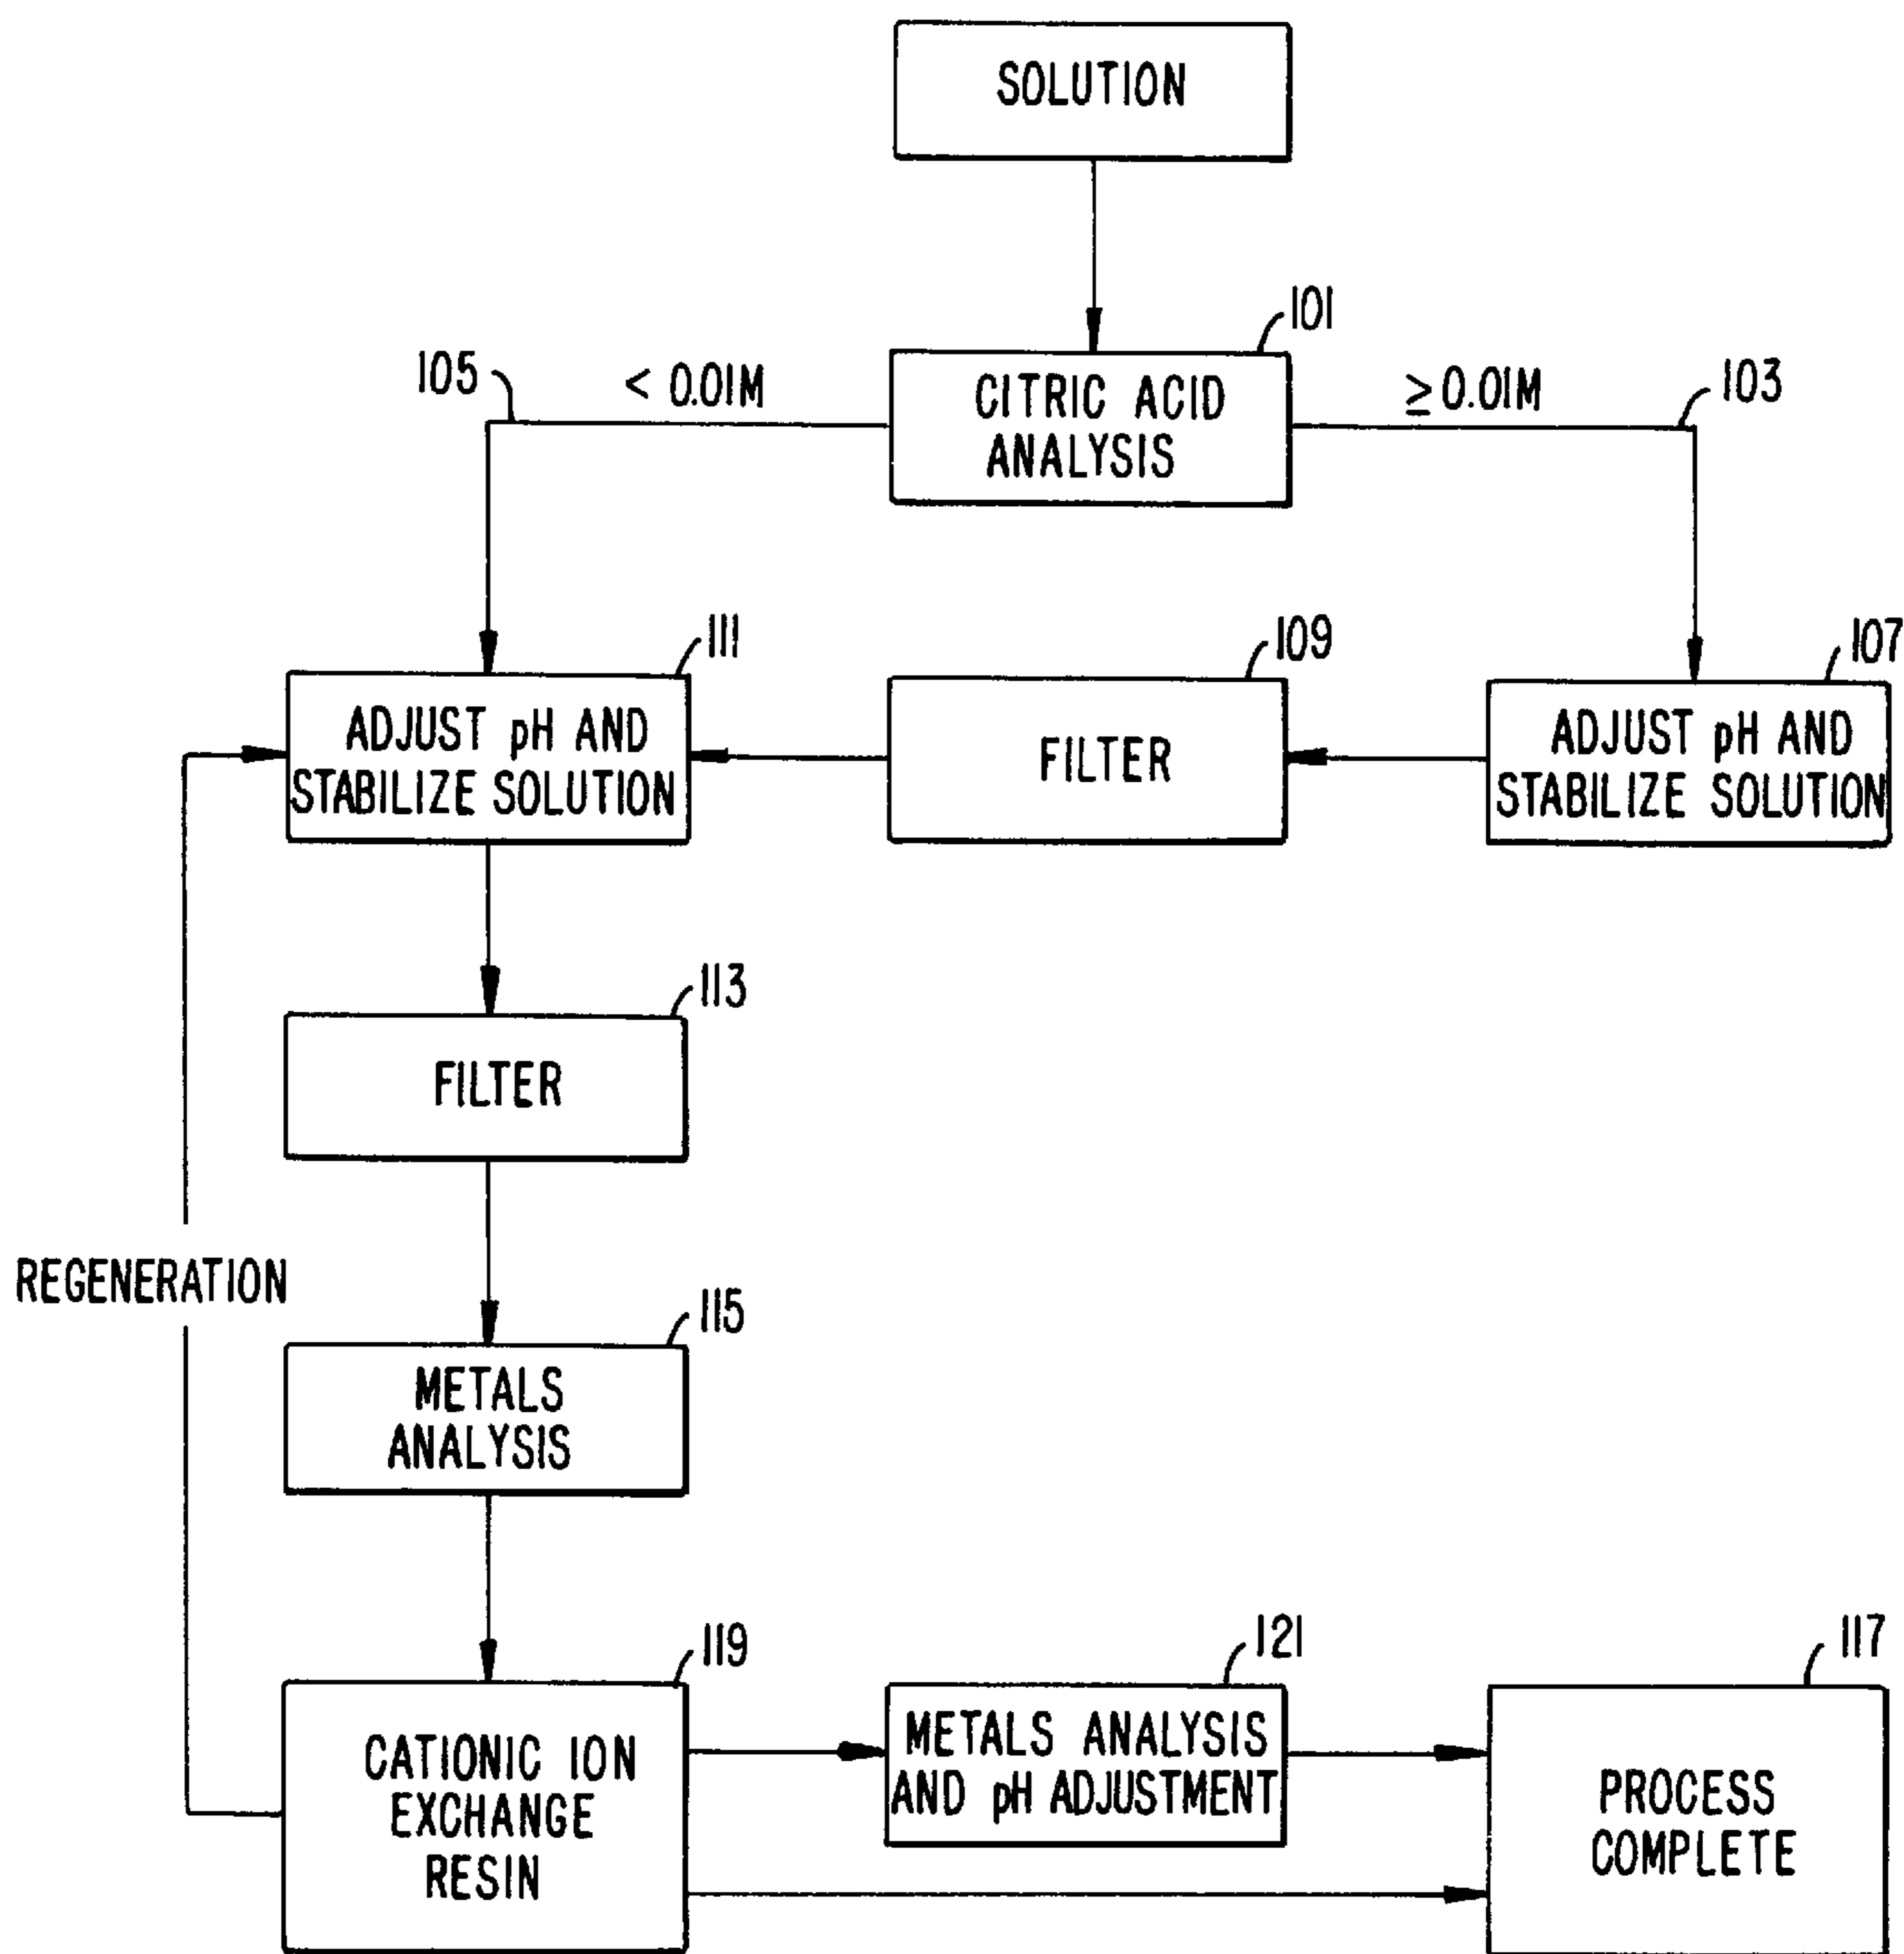 SOLUTION
101
105
< 0.01M
CITRIC ACID
ANALYSIS
≥ 0.01M
103
111
109
107
ADJUST pH AND
STABILIZE SOLUTION
FILTER
ADJUST pH AND
STABILIZE SOLUTION
113
FILTER
REGENERATION
115
METALS
ANALYSIS
119
121
117
CATIONIC ION
EXCHANGE
RESIN
METALS ANALYSIS
AND pH ADJUSTMENT
PROCESS
COMPLETE